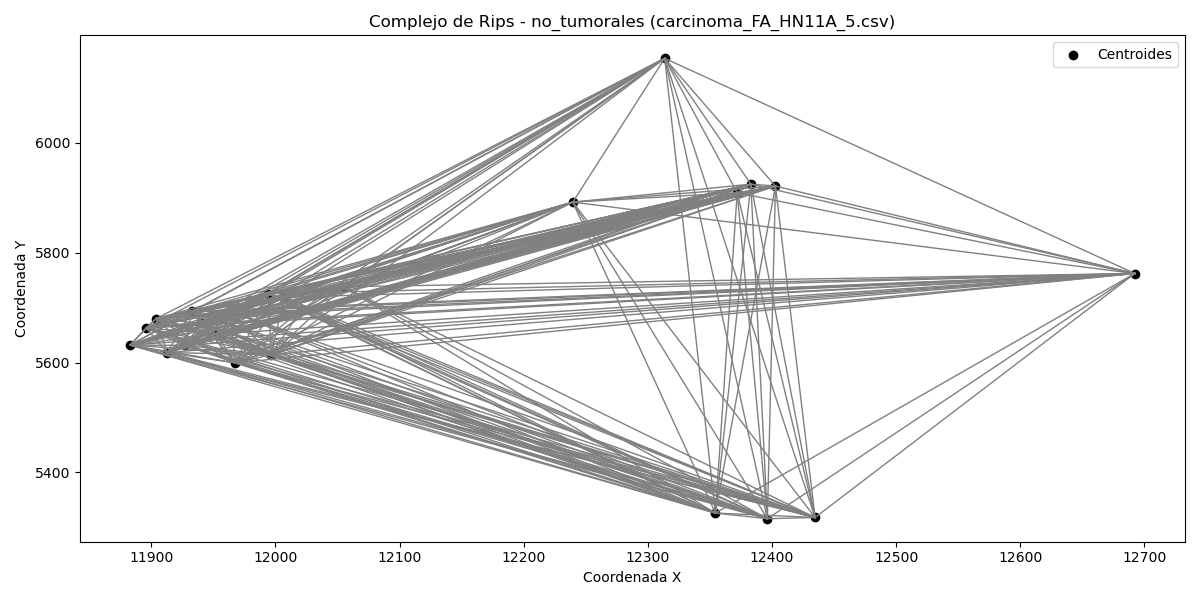 Complejo de Rips - no_tumorales (carcinoma_FA_HN11A_5.csv)
Centroides
Coordenada Y
6000
5800
5600
5400
11900 12000 12100 12200 12300 12400 12500 12600 12700
Coordenada X